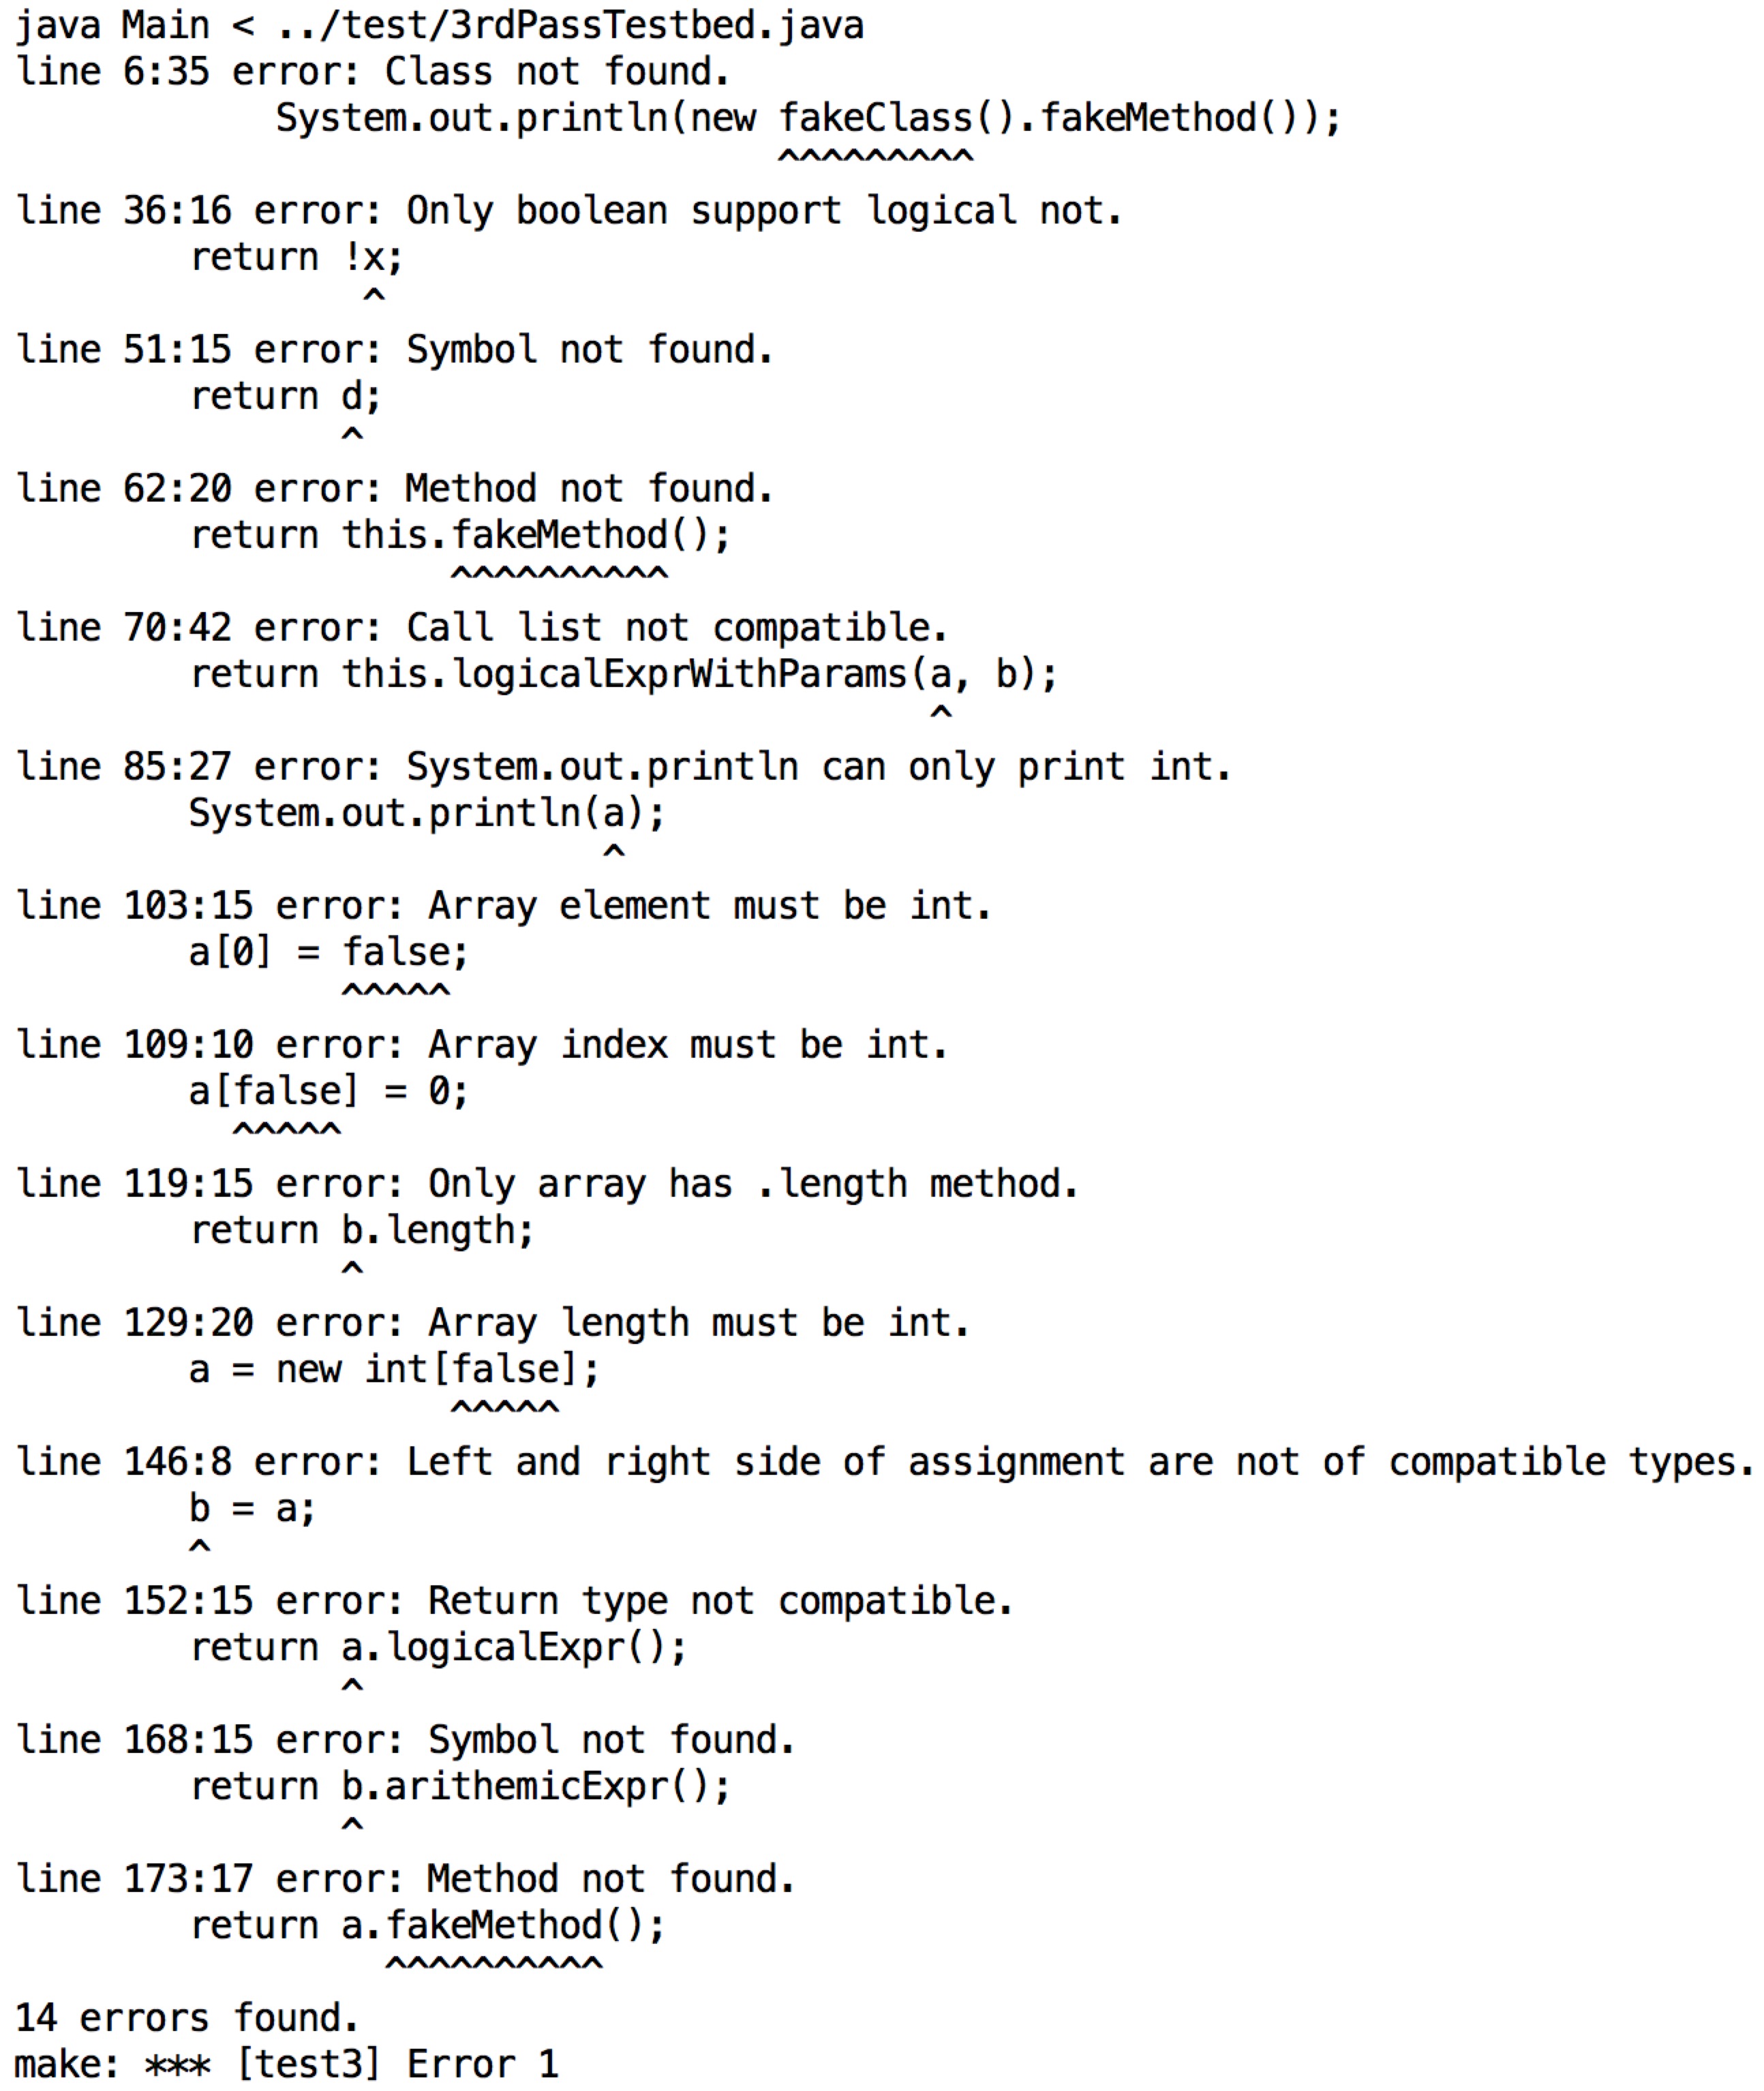 java Main < ../test/3rdPassTestbed.java
line 6:35 error: Class not found.
            System.out.println(new fakeClass().fakeMethod());
                                   ^^^^^^^^^
line 36:16 error: Only boolean support logical not.
        return !x;
                ^
line 51:15 error: Symbol not found.
        return d;
               ^
line 62:20 error: Method not found.
        return this.fakeMethod();
                    ^^^^^^^^^^
line 70:42 error: Call list not compatible.
        return this.logicalExprWithParams(a, b);
                                          ^
line 85:27 error: System.out.println can only print int.
        System.out.println(a);
                           ^
line 103:15 error: Array element must be int.
        a[0] = false;
               ^^^^^
line 109:10 error: Array index must be int.
        a[false] = 0;
          ^^^^^
line 119:15 error: Only array has .length method.
        return b.length;
               ^
line 129:20 error: Array length must be int.
        a = new int[false];
                    ^^^^^
line 146:8 error: Left and right side of assignment are not of compatible types.
        b = a;
        ^
line 152:15 error: Return type not compatible.
        return a.logicalExpr();
               ^
line 168:15 error: Symbol not found.
        return b.arithemicExpr();
               ^
line 173:17 error: Method not found.
        return a.fakeMethod();
                 ^^^^^^^^^^
14 errors found.
make: *** [test3] Error 1